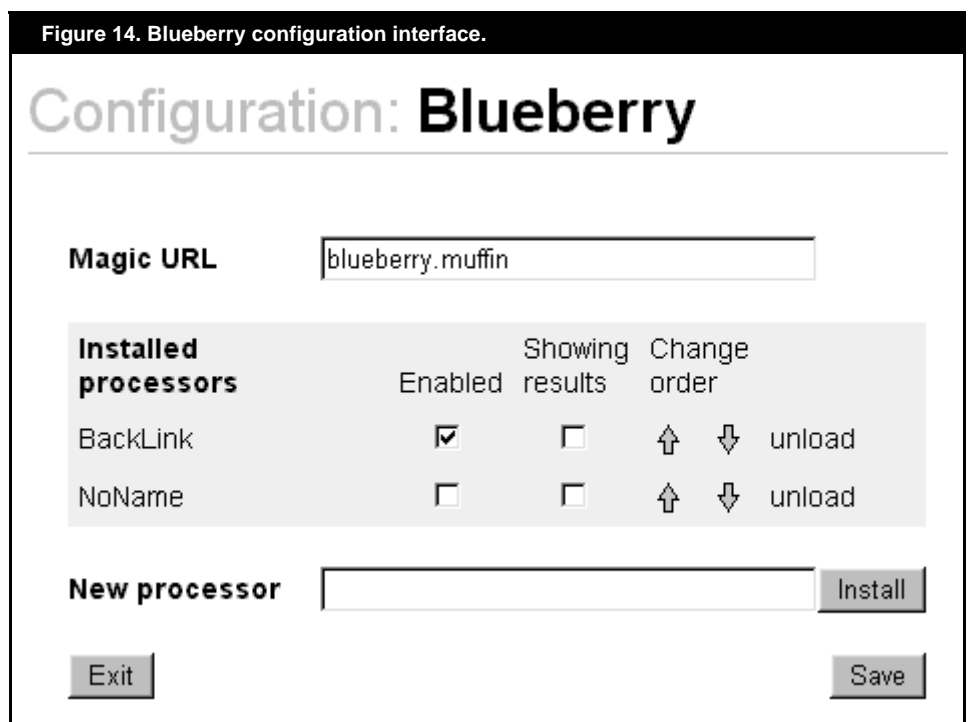 Figure 14. Blueberry configuration interface.
Configuration: Blueberry
Magic URL blueberry.muffin
Installed processors Enabled Showing results Change order
BackLink unload
NoName unload
New processor Install
Exit Save